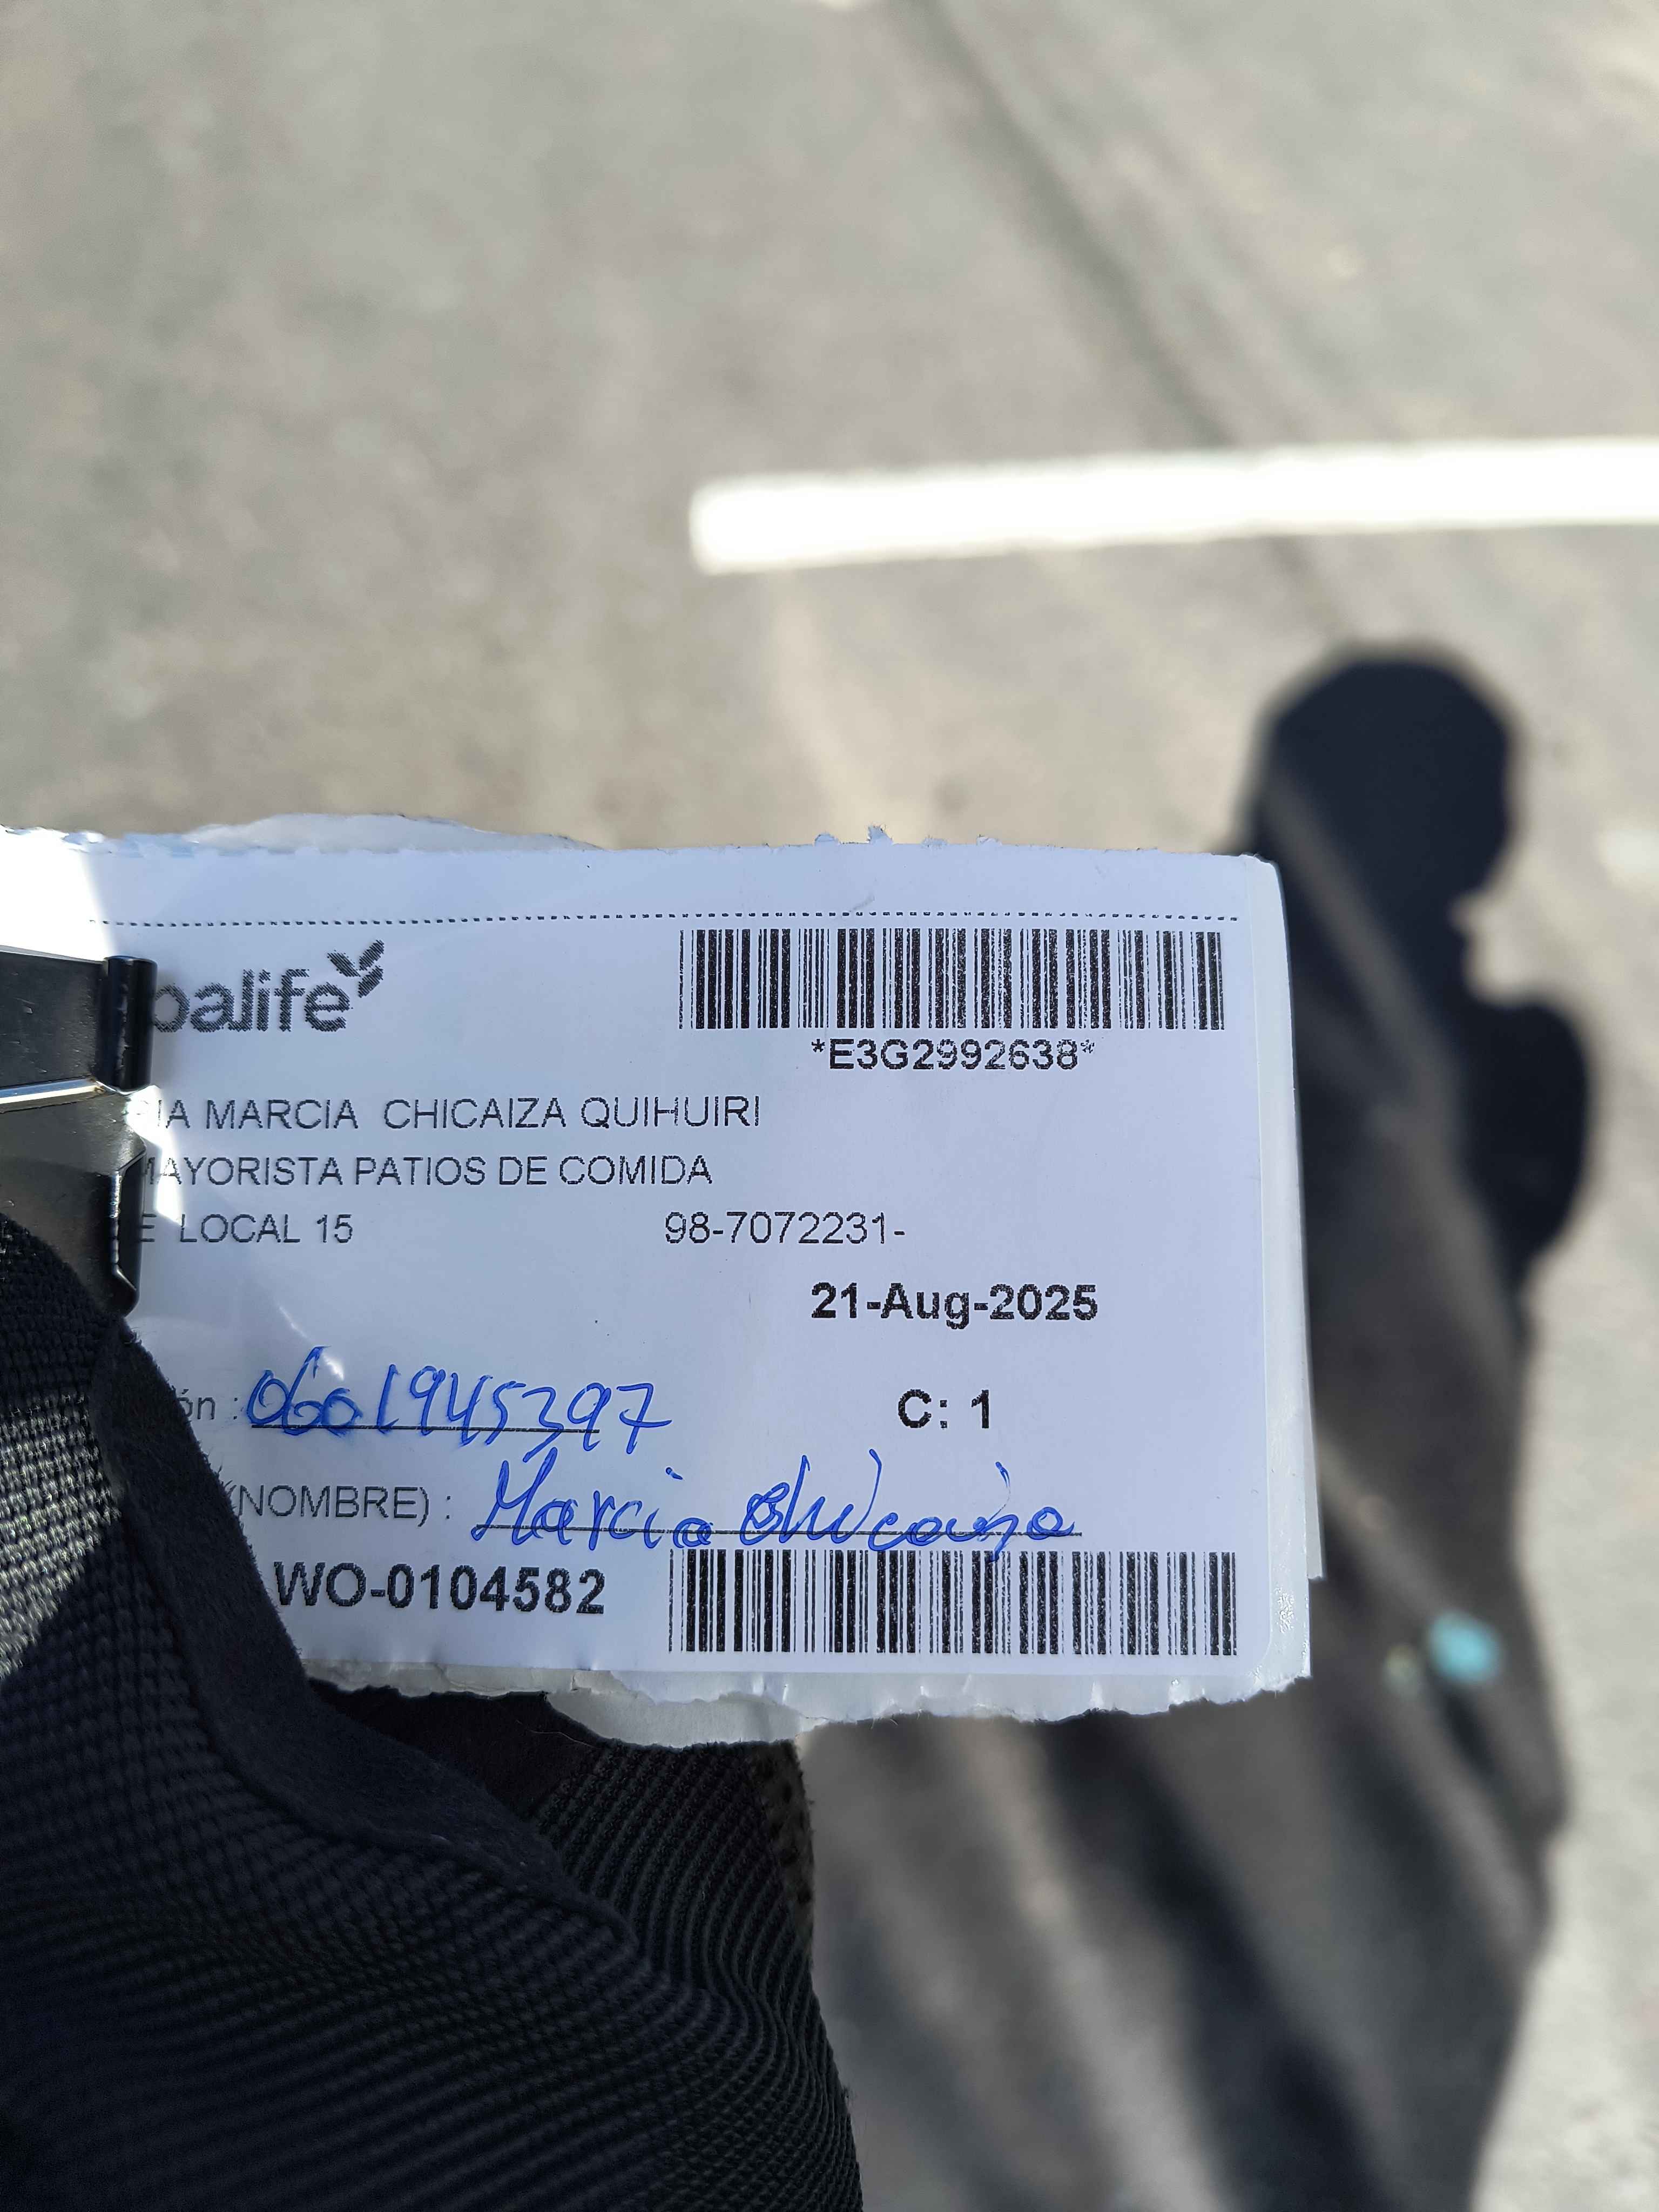 balife
*E3G2992638*
IA MARCIA CHICAIZA QUIHUIRI
MAYORISTA PATIOS DE COMIDA
E LOCAL 15 98-7072231-
21-Aug-2025
ón : 0601945397 C: 1
(NOMBRE) : Marcia Chicaiza
WO-0104582